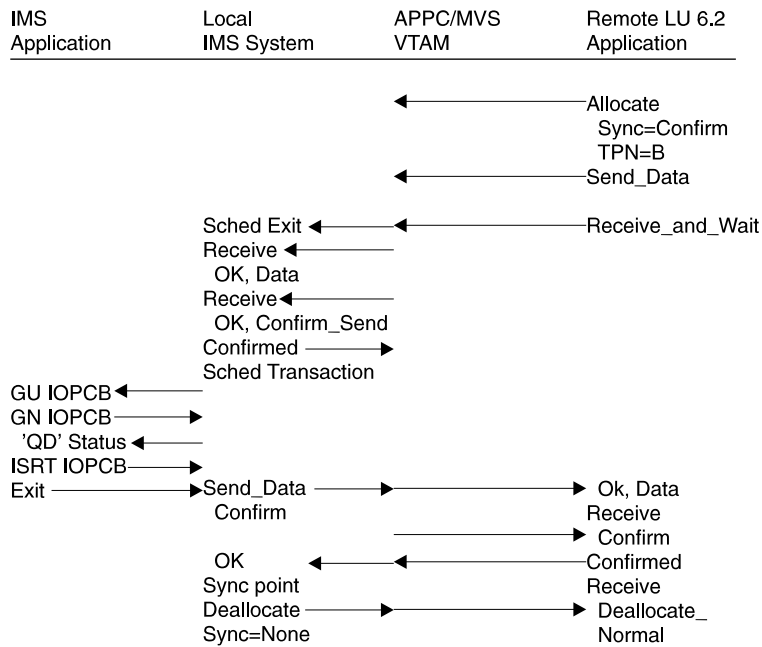 IMS Local APPC/MVS Remote LU 6.2
Application IMS System VTAM Application
Allocate
Sync=Confirm
TPN=B
Send_Data
Sched Exit Receive_and_Wait
Receive
OK, Data
Receive
OK, Confirm_Send
Confirmed
Sched Transaction
GU IOPCB
GN IOPCB
'QD' Status
ISRT IOPCB
Exit Send_Data Ok, Data
Confirm Receive
Confirm
OK Confirmed
Sync point Receive
Deallocate Deallocate_
Sync=None Normal